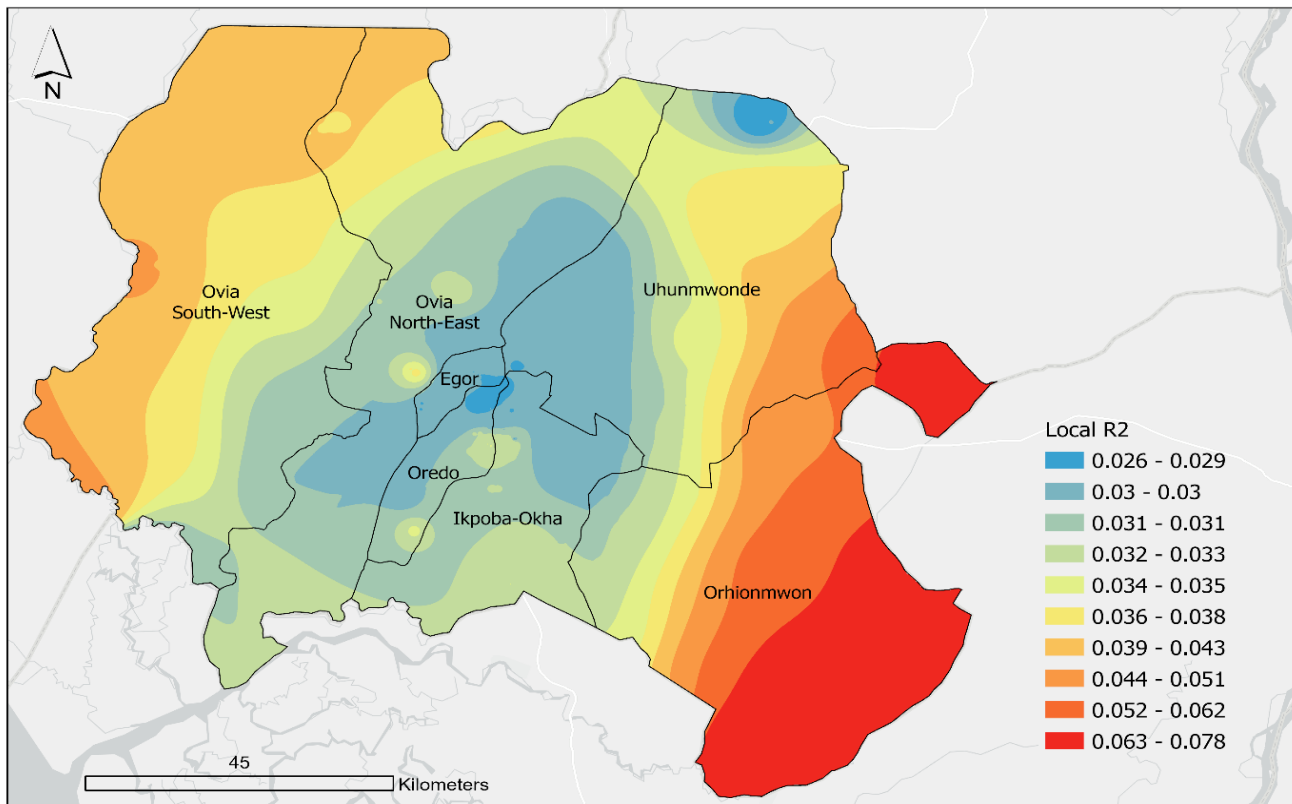 N
Ovia
South-West
Ovia
North-East
Uhunmwonde
Egor
Oredo
Ikpoba-Okha
Orhionmwon
Local R2
0.026 - 0.029
0.03 - 0.03
0.031 - 0.031
0.032 - 0.033
0.034 - 0.035
0.036 - 0.038
0.039 - 0.043
0.044 - 0.051
0.052 - 0.062
0.063 - 0.078
45
Kilometers